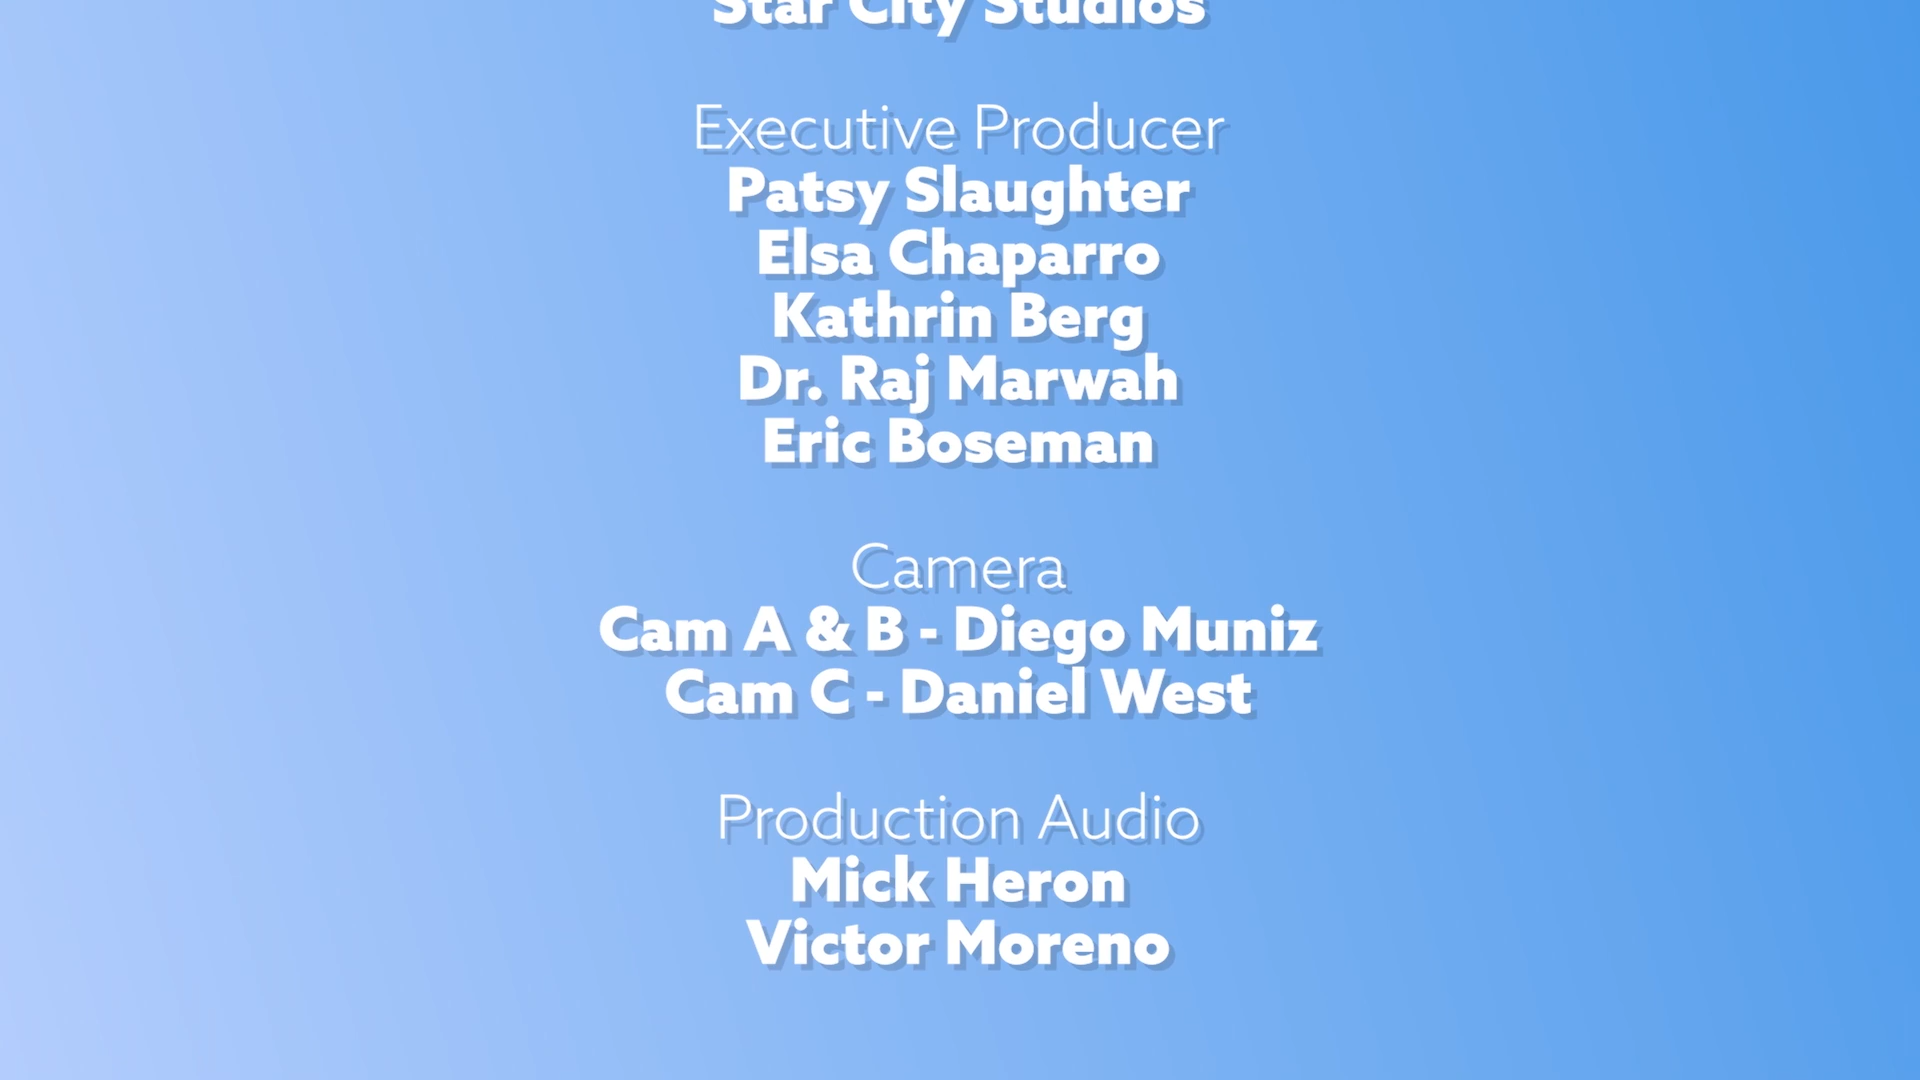 Star City Studios
Executive Producer
Patsy Slaughter
Elsa Chaparro
Kathrin Berg
Dr. Raj Marwah
Eric Boseman
Camera
Cam A & B - Diego Muniz
Cam C - Daniel West
Production Audio
Mick Heron
Victor Moreno